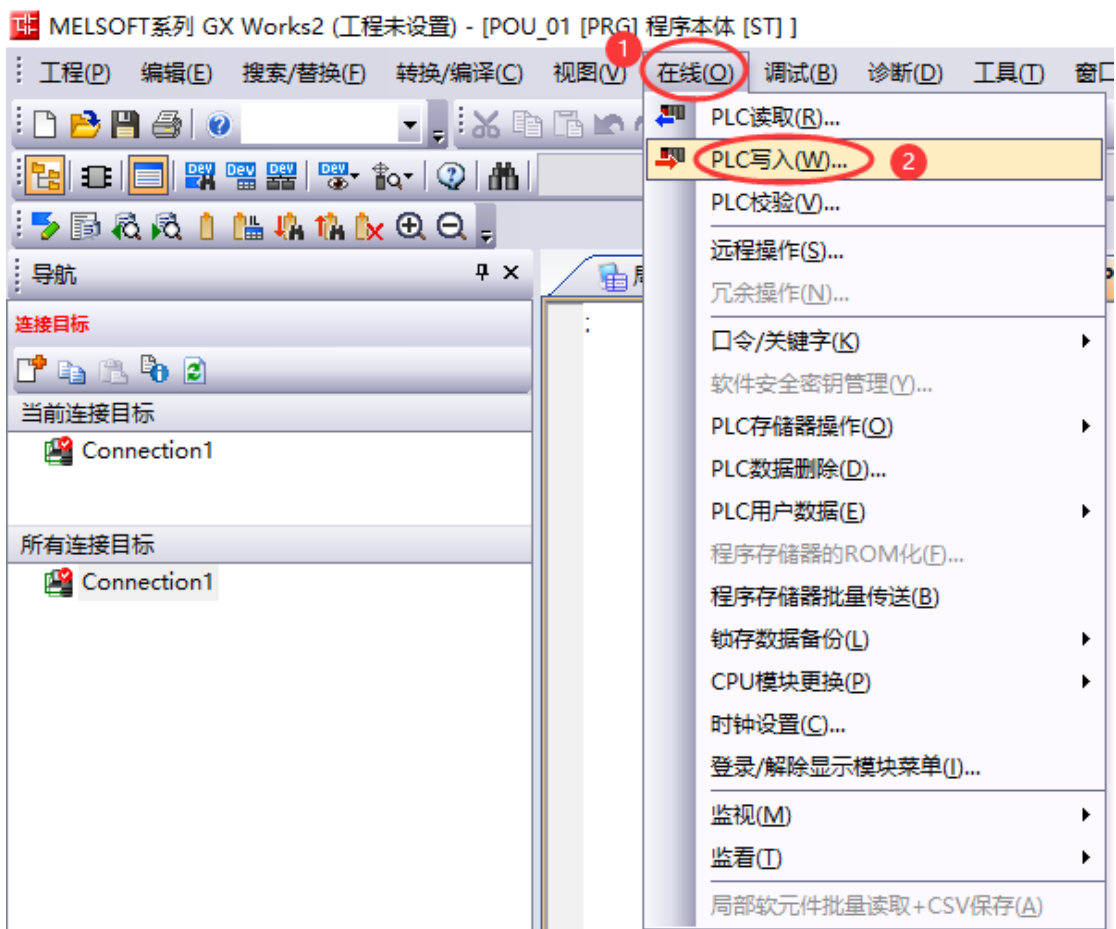 MELSOFT系列 GX Works2 (工程未设置) - [POU_01 [PRG] 程序本体 [ST] ]
1
工程(P) 编辑(E) 搜索/替换(F) 转换/编译(C) 视图(V) 在线(O) 调试(B) 诊断(D) 工具(T) 窗口
PLC读取(R)...
PLC写入(W)... 2
PLC校验(V)...
远程操作(S)...
冗余操作(N)...
口令/关键字(K)
软件安全密钥管理(Y)...
PLC存储器操作(O)
PLC数据删除(D)...
PLC用户数据(E)
程序存储器的ROM化(F)...
程序存储器批量传送(B)
锁存数据备份(L)
CPU模块更换(P)
时钟设置(C)...
登录/解除显示模块菜单(I)...
监视(M)
监看(T)
局部软元件批量读取+CSV保存(A)
Dev Dev Dev Dev
导航
连接目标
当前连接目标
Connection1
所有连接目标
Connection1
;